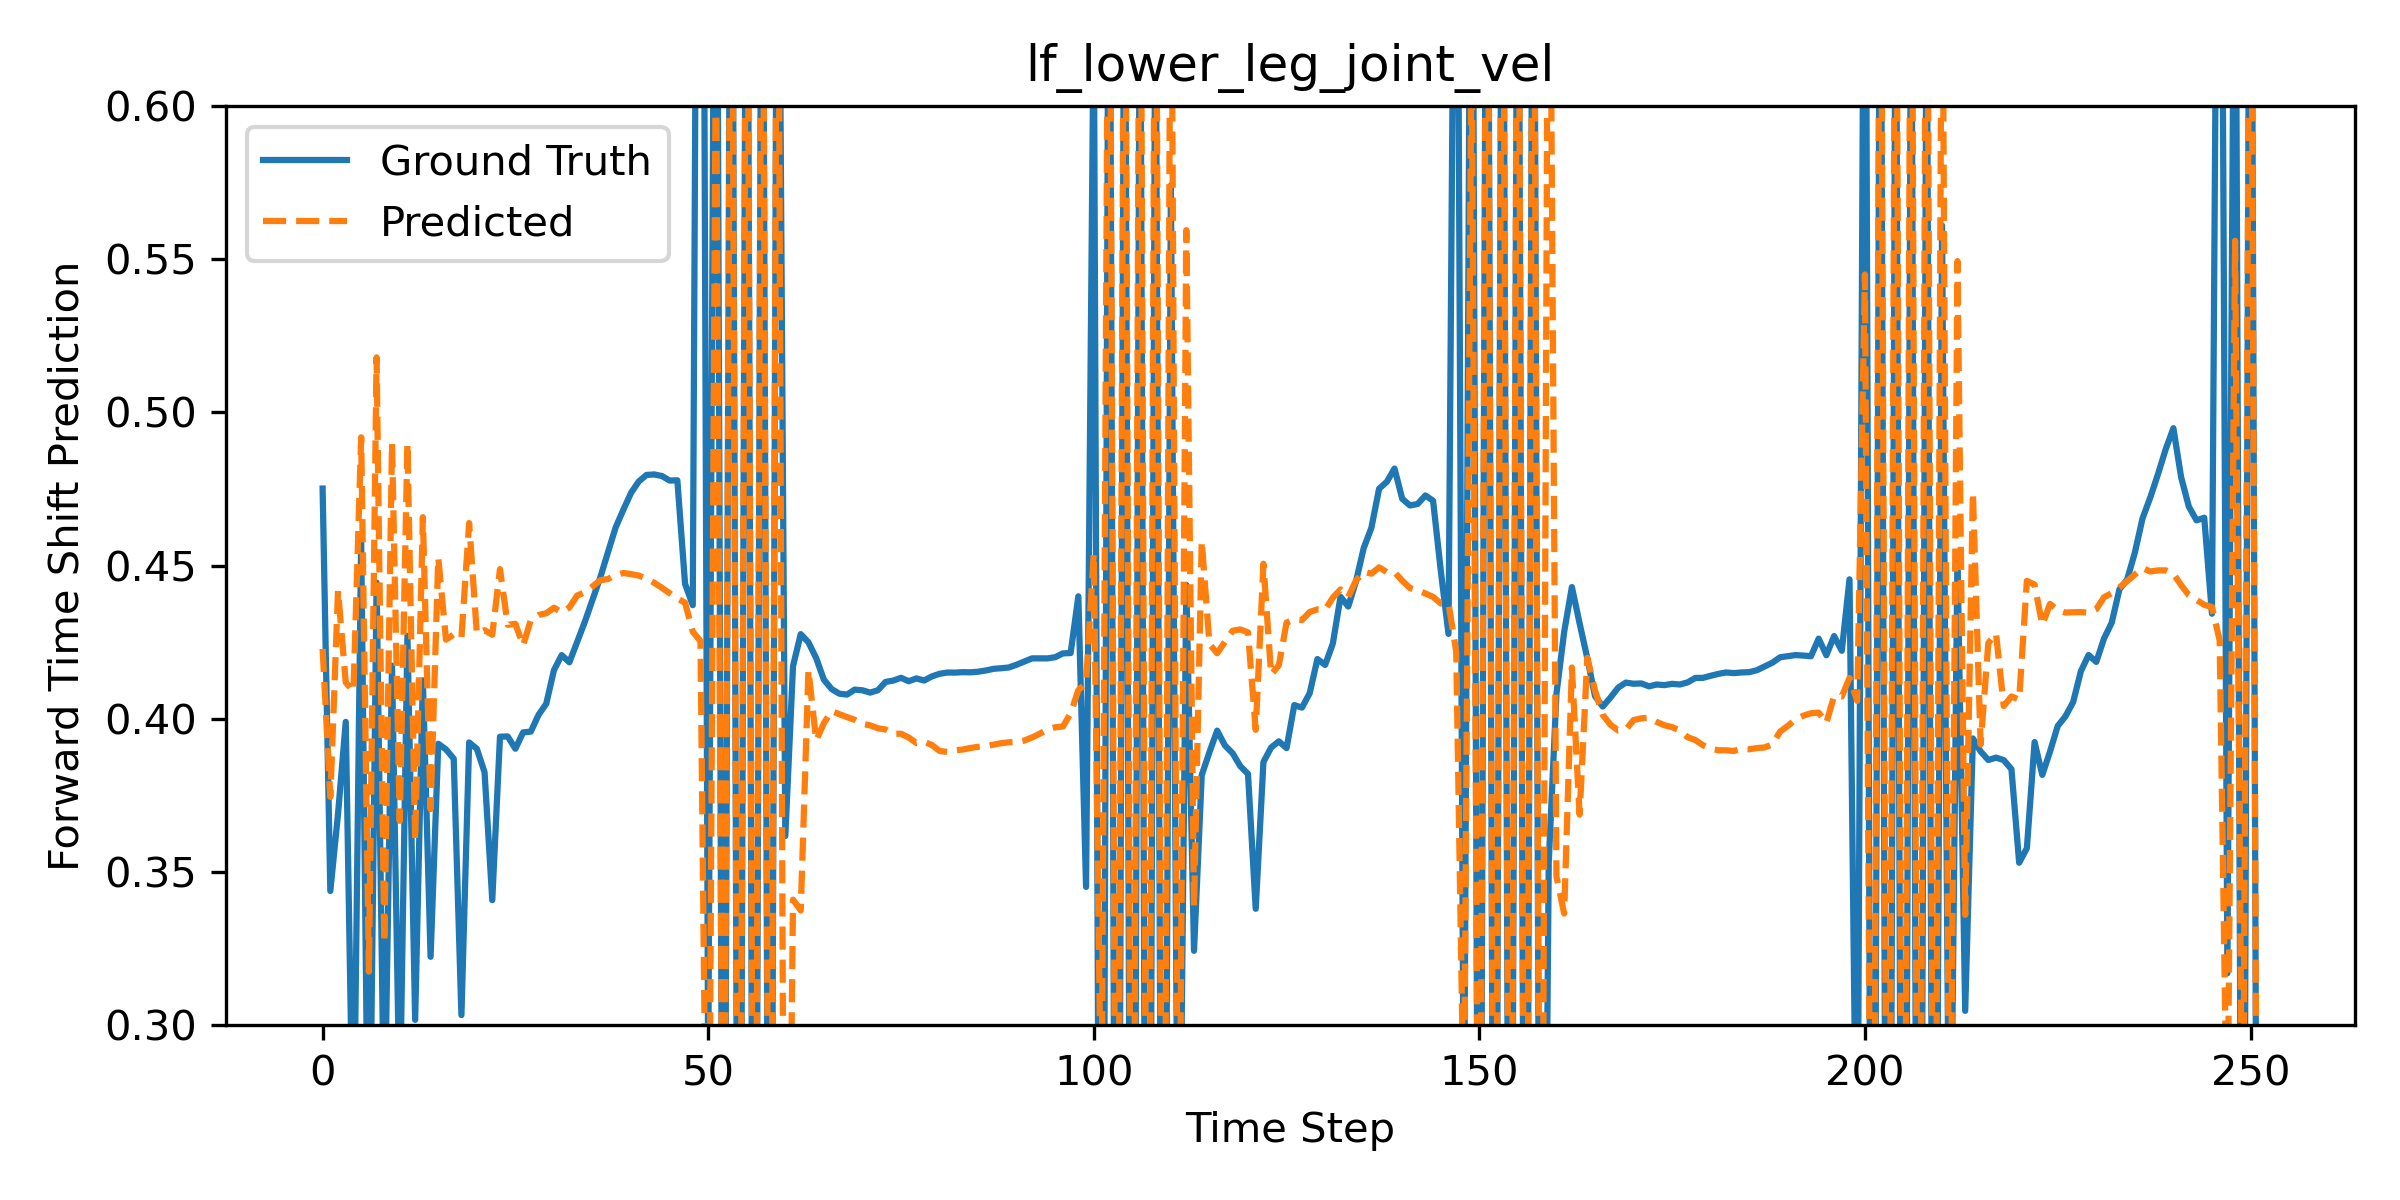 lf_lower_leg_joint_vel
Ground Truth
Predicted
Forward Time Shift Prediction
0.60
0.55
0.50
0.45
0.40
0.35
0.30
0 50 100 150 200 250
Time Step